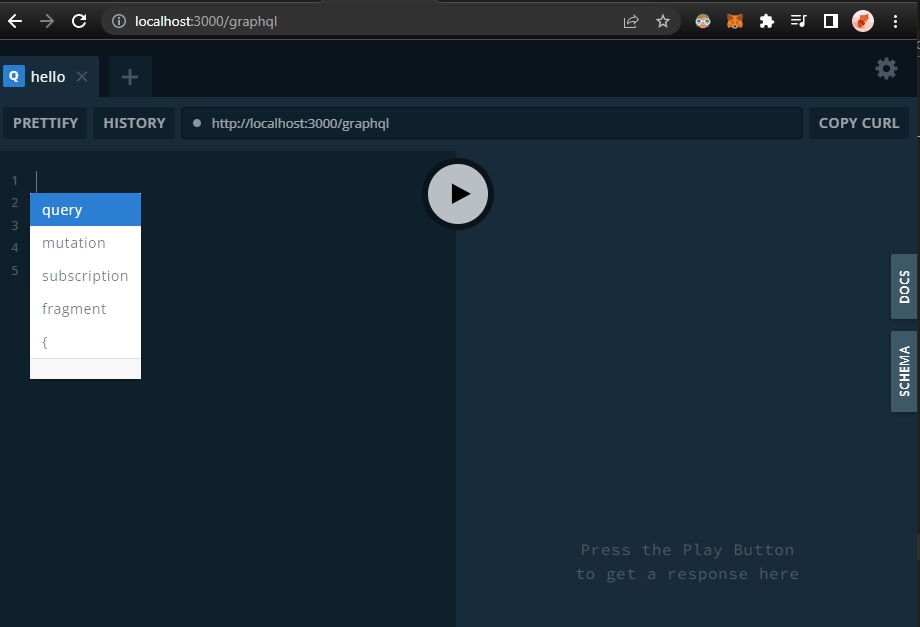 localhost:3000/graphql
Q hello
PRETTIFY HISTORY http://localhost:3000/graphql COPY CURL
1
2
3
4
5
query
mutation
subscription
fragment
{
DOCS
SCHEMA
Press the Play Button
to get a response here